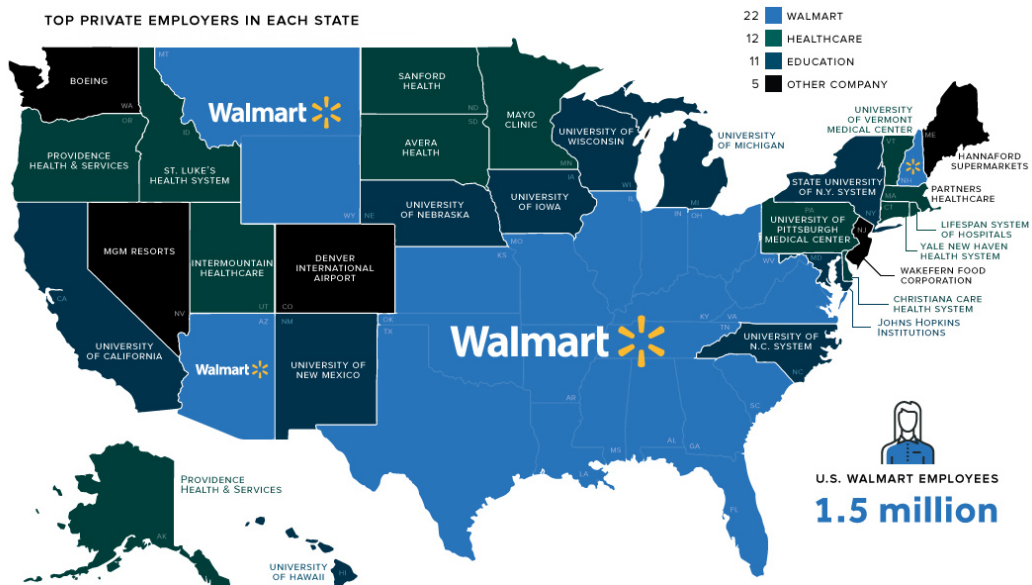 TOP PRIVATE EMPLOYERS IN EACH STATE
22 WALMART
12 HEALTHCARE
11 EDUCATION
5 OTHER COMPANY
BOEING
WA
MT
Walmart
SANFORD
HEALTH
ND
MAYO
CLINIC
MN
UNIVERSITY
OF VERMONT
MEDICAL CENTER
VT
ME
HANNAFORD
SUPERMARKETS
OR
PROVIDENCE
HEALTH & SERVICES
ID
ST. LUKE'S
HEALTH SYSTEM
SD
AVERA
HEALTH
UNIVERSITY OF
WISCONSIN
WI
UNIVERSITY
OF MICHIGAN
MI
NH
STATE UNIVERSITY
OF N.Y. SYSTEM
NY
MA
PARTNERS
HEALTHCARE
CT
LIFESPAN SYSTEM
OF HOSPITALS
YALE NEW HAVEN
HEALTH SYSTEM
WY
NE
UNIVERSITY
OF NEBRASKA
IA
UNIVERSITY
OF IOWA
IL
IN
OH
PA
UNIVERSITY OF
PITTSBURGH
MEDICAL CENTER
NJ
WAKEFERN FOOD
CORPORATION
MGM RESORTS
NV
INTERMOUNTAIN
HEALTHCARE
UT
DENVER
INTERNATIONAL
AIRPORT
CO
KS
MO
WV
MD
CHRISTIANA CARE
HEALTH SYSTEM
JOHNS HOPKINS
INSTITUTIONS
CA
UNIVERSITY
OF CALIFORNIA
AZ
Walmart
NM
UNIVERSITY OF
NEW MEXICO
OK
TX
Walmart
KY
VA
TN
UNIVERSITY OF
N.C. SYSTEM
NC
AR
SC
MS
AL
GA
LA
FL
PROVIDENCE
HEALTH & SERVICES
AK
UNIVERSITY
OF HAWAII
HI
U.S. WALMART EMPLOYEES
1.5 million